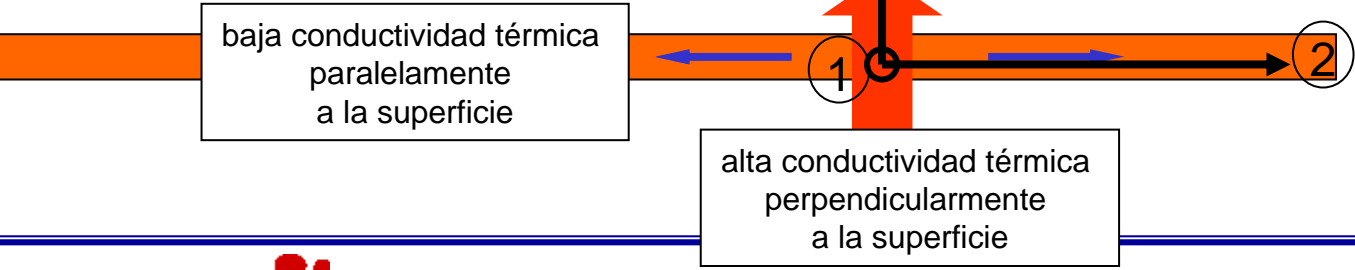 baja conductividad térmica
paralelamente
a la superficie
1
2
alta conductividad térmica
perpendicularmente
a la superficie